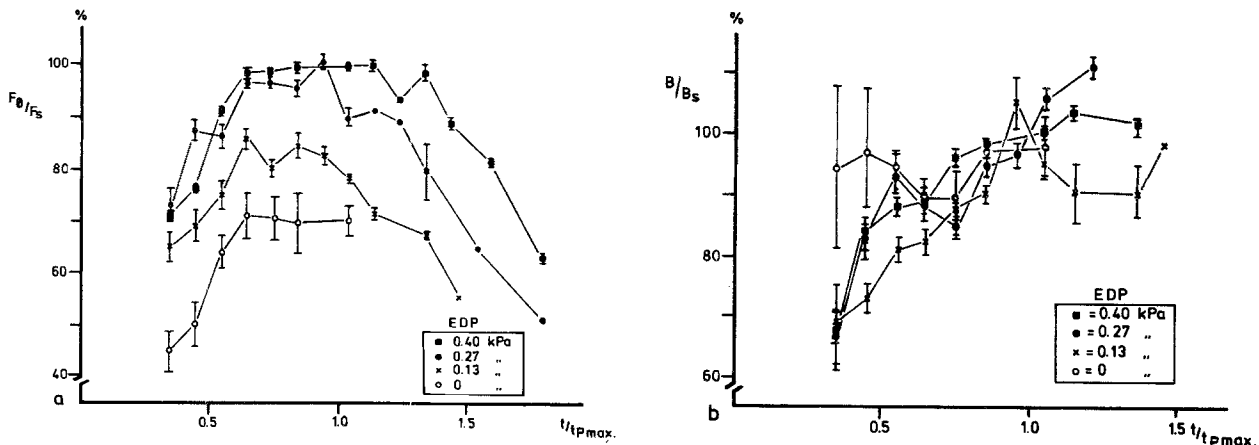 %
100
Fθ/Fs
80
60
40
a
0.5
1.0
1.5
t/tPmax.
EDP
■ 0.40 kPa
● 0.27 „
× 0.13 „
○ 0 „
%
B/Bs
100
80
60
b
0.5
1.0
1.5
t/tPmax.
EDP
■ = 0.40 kPa
● = 0.27 „
× = 0.13 „
○ = 0 „